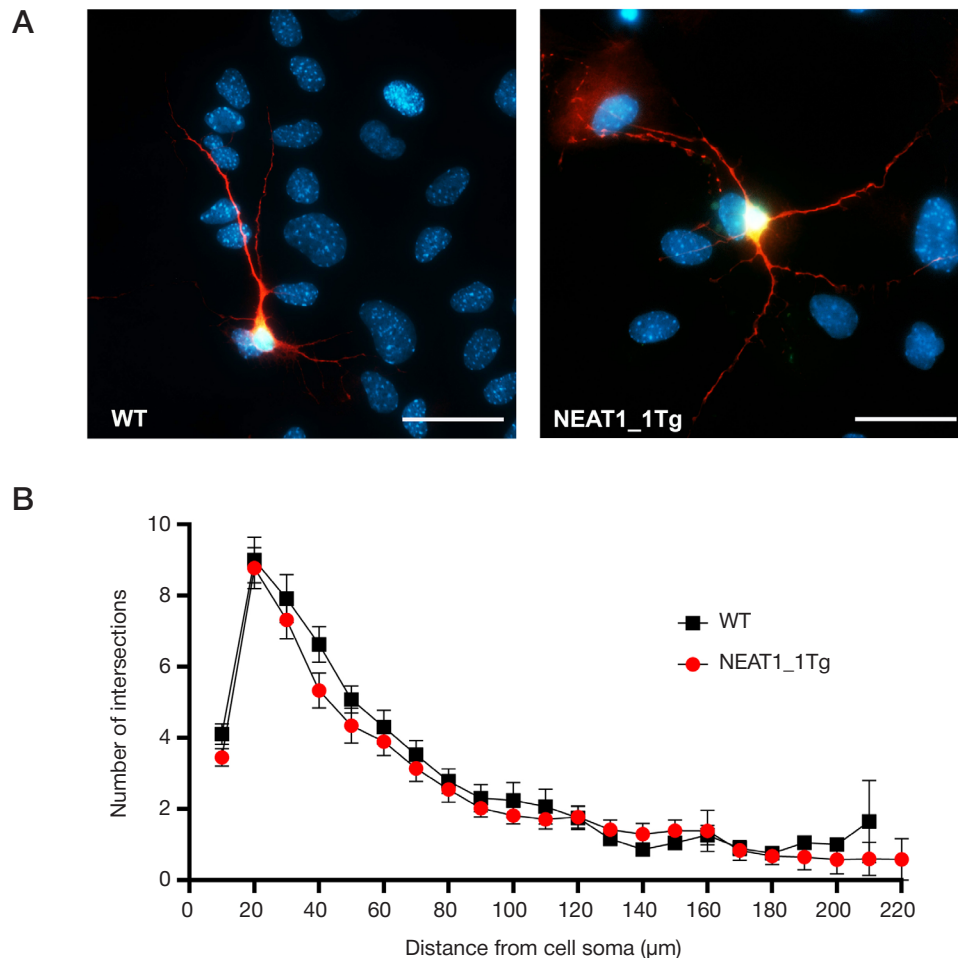 A
WT
NEAT1_1Tg
B
Number of intersections
10
8
6
4
2
0
WT
NEAT1_1Tg
0 20 40 60 80 100 120 140 160 180 200 220
Distance from cell soma (µm)